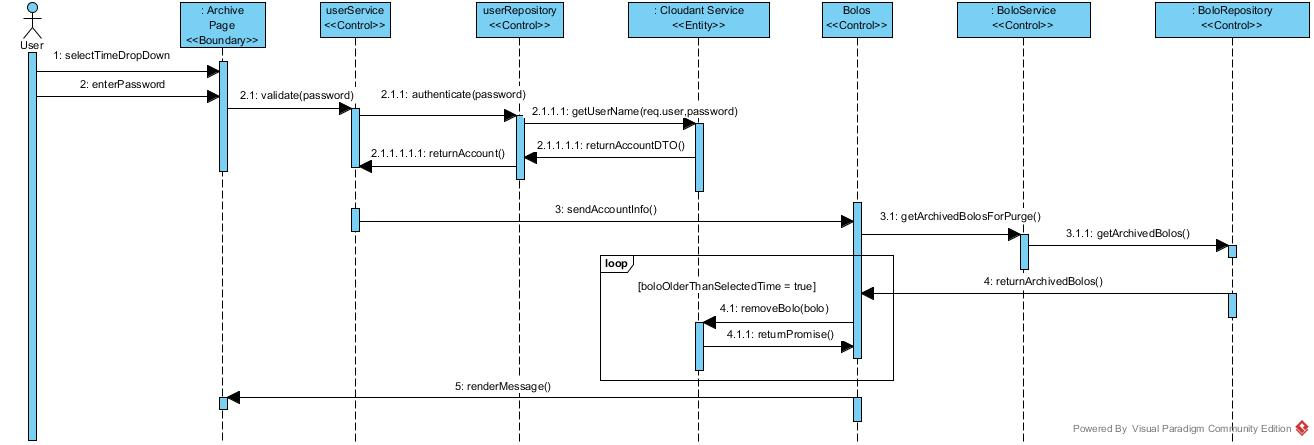 : Archive
Page
<<Boundary>>
userService
<<Control>>
userRepository
<<Control>>
: Cloudant Service
<<Entity>>
Bolos
<<Control>>
: BoloService
<<Control>>
: BoloRepository
<<Control>>
User
1: selectTimeDropDown
2: enterPassword
2.1: validate(password)
2.1.1: authenticate(password)
2.1.1.1: getUserName(req.user,password)
2.1.1.1.1: returnAccountDTO()
2.1.1.1.1.1: returnAccount()
3: sendAccountInfo()
3.1: getArchivedBolosForPurge()
3.1.1: getArchivedBolos()
loop
4: returnArchivedBolos()
[boloOlderThanSelectedTime = true]
4.1: removeBolo(bolo)
4.1.1: returnPromise()
5: renderMessage()
Powered By Visual Paradigm Community Edition